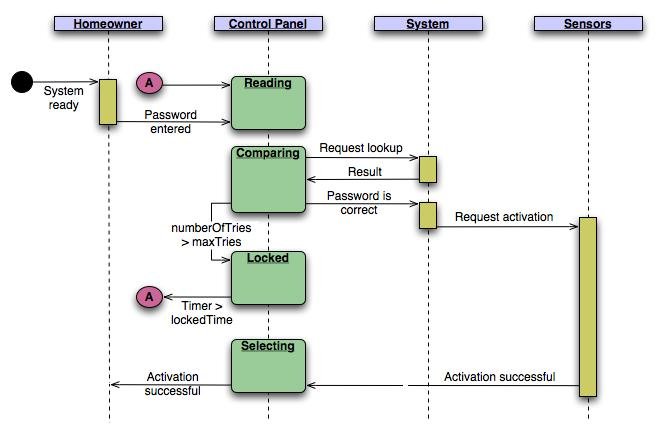 Homeowner
Control Panel
System
Sensors
System
ready
A
Reading
Password
entered
Comparing
Request lookup
Result
Password is
correct
Request activation
numberOfTries
> maxTries
Locked
A
Timer >
lockedTime
Selecting
Activation
successful
Activation successful